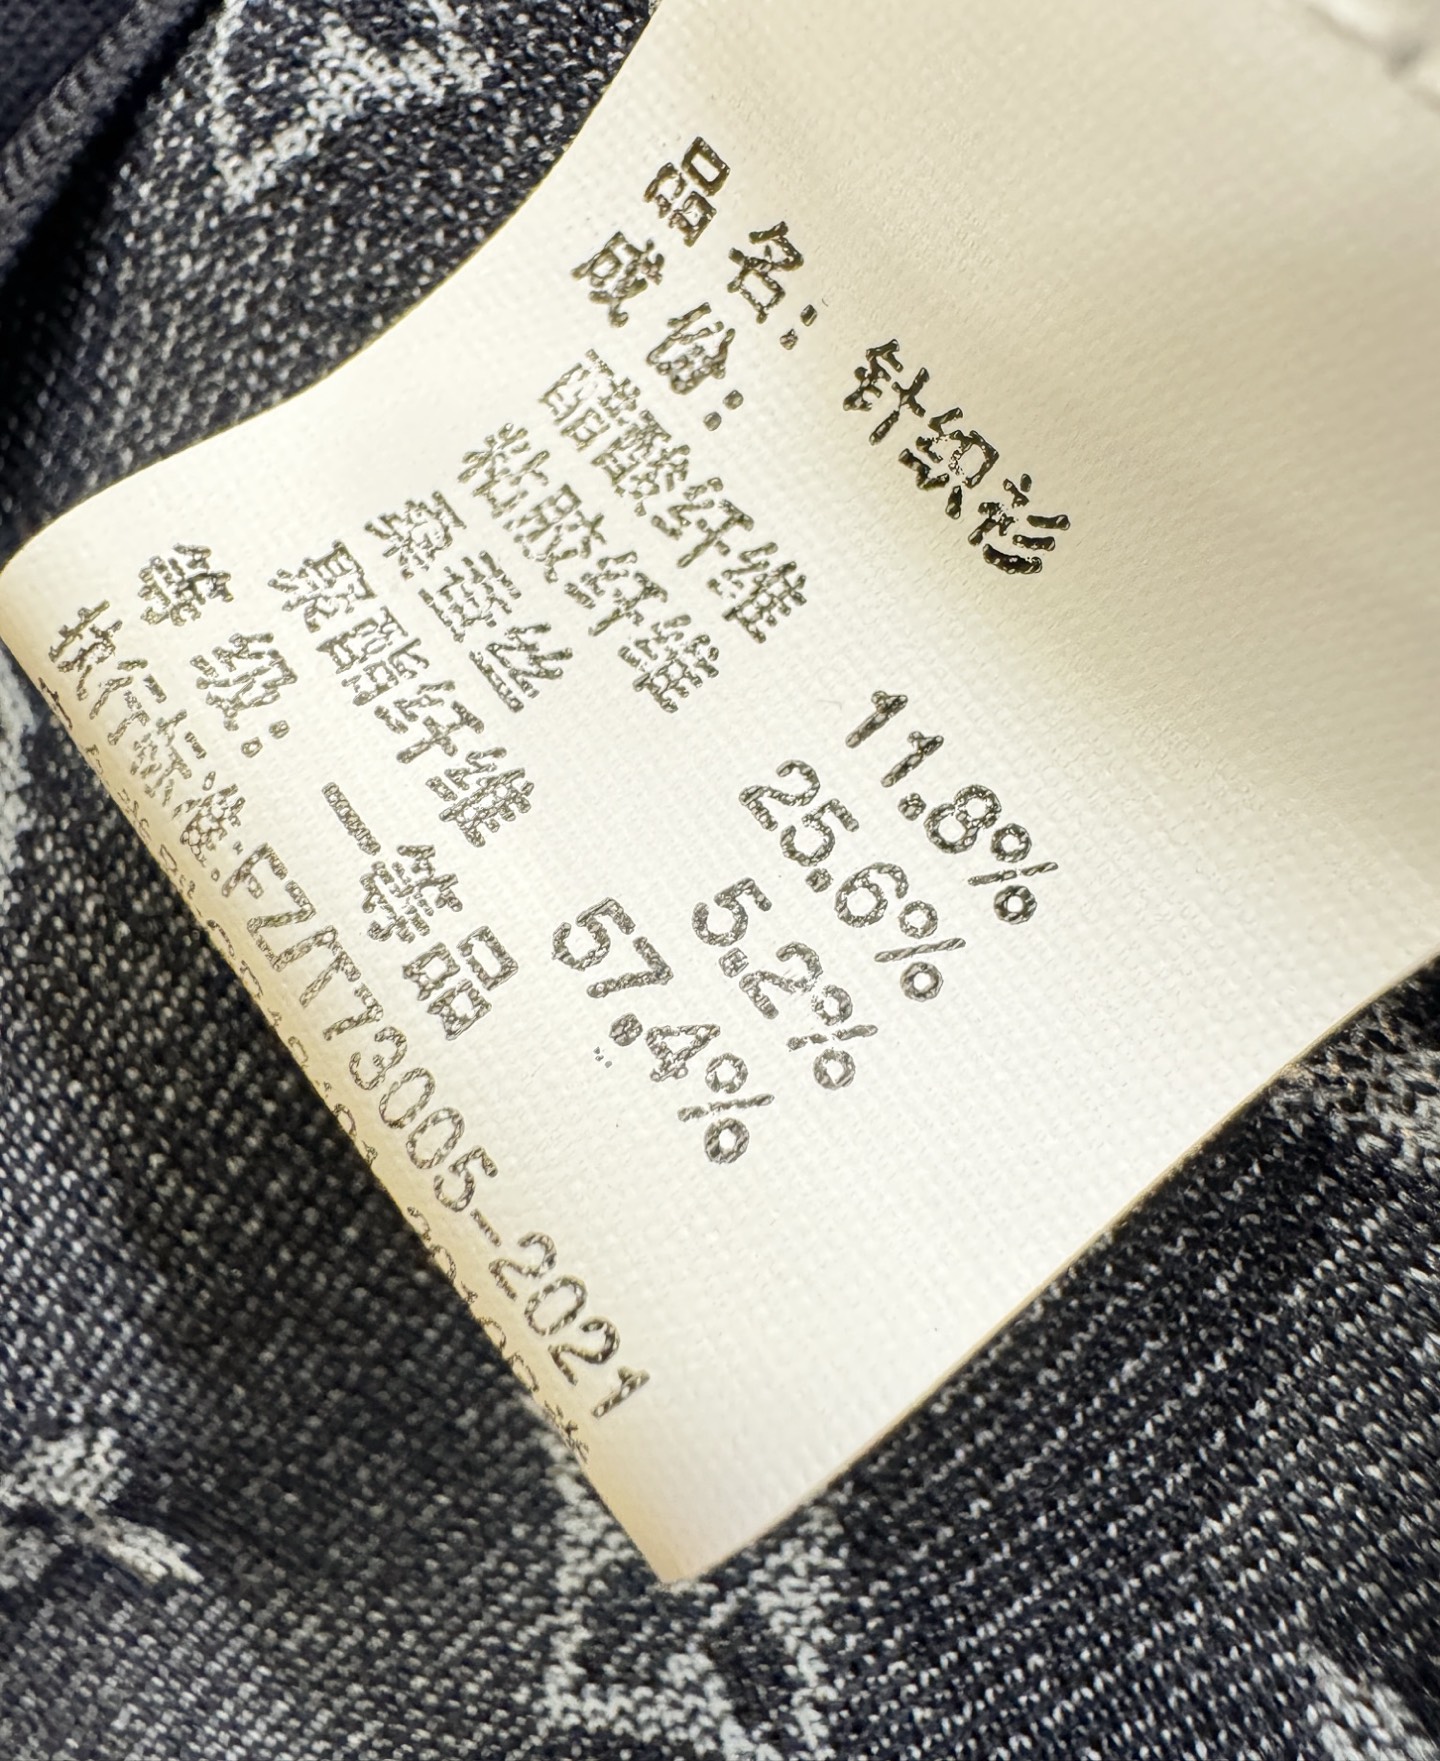 品 名: 针织衫
成 份:
醋酸纤维 11.8%
粘胶纤维 25.6%
桑蚕丝 5.2%
聚酯纤维 57.4%
等 级: 一等品
执行标准:FZ/T73005-2021